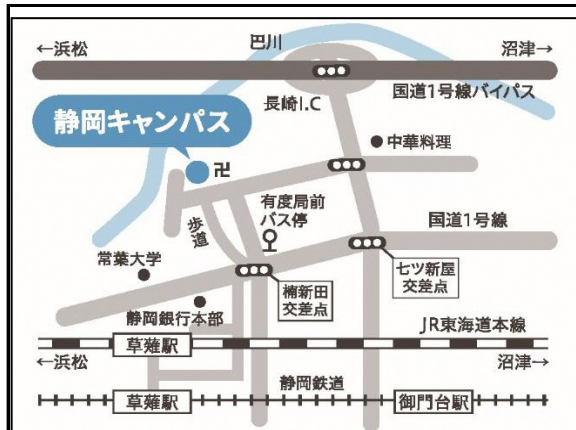 巴川
←浜松
沼津→
国道1号線バイパス
長崎I.C
静岡キャンパス
中華料理
卍
有度局前
バス停
歩道
国道1号線
常葉大学
七ツ新屋
交差点
楠新田
交差点
静岡銀行本部
JR東海道本線
草薙駅
←浜松
沼津→
静岡鉄道
草薙駅
御門台駅